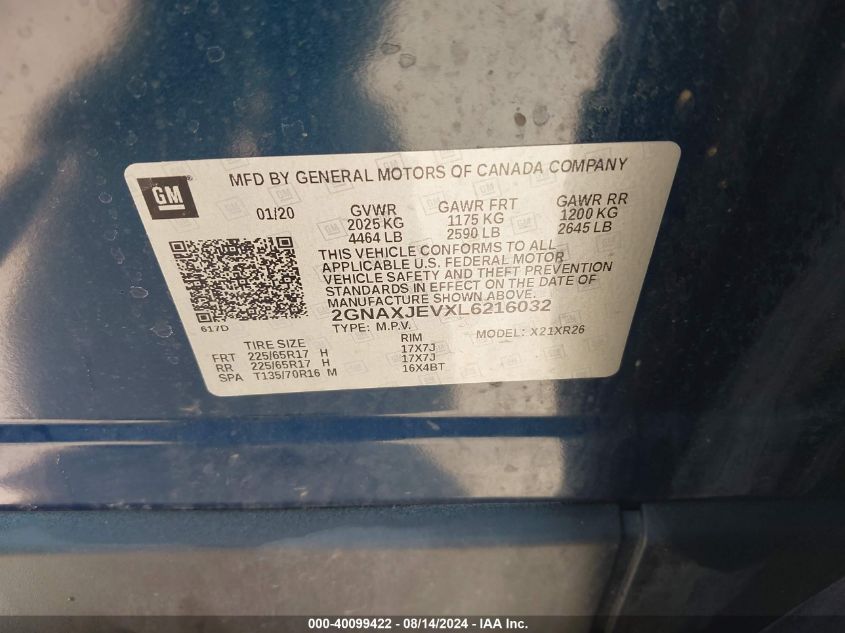 GM
MFD BY GENERAL MOTORS OF CANADA COMPANY
01/20 GVWR GAWR FRT GAWR RR
2025 KG 1175 KG 1200 KG
4464 LB 2590 LB 2645 LB
THIS VEHICLE CONFORMS TO ALL
APPLICABLE U.S. FEDERAL MOTOR
VEHICLE SAFETY AND THEFT PREVENTION
STANDARDS IN EFFECT ON THE DATE OF
MANUFACTURE SHOWN ABOVE.
617D
2GNAXJEVXL6216032
TYPE: M.P.V. MODEL: X21XR26
TIRE SIZE RIM
FRT 225/65R17 H 17X7J
RR 225/65R17 H 17X7J
SPA T135/70R16 M 16X4BT
000-40099422 - 08/14/2024 - IAA Inc.